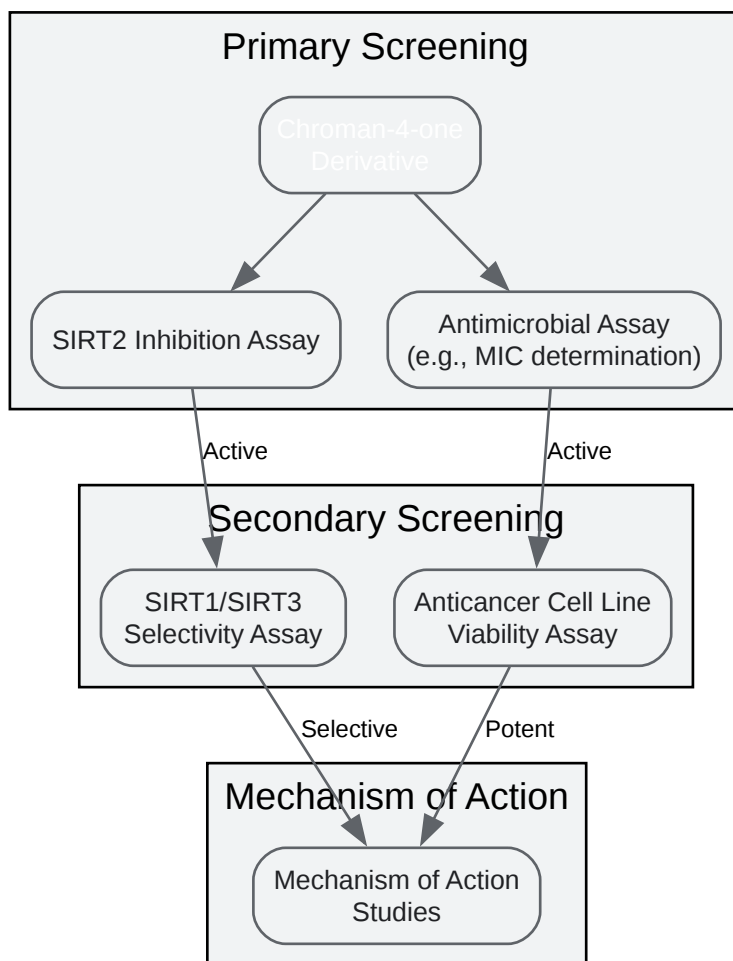 Primary Screening
Chroman-4-one
Derivative
SIRT2 Inhibition Assay
Antimicrobial Assay
(e.g., MIC determination)
Active
Active
Secondary Screening
SIRT1/SIRT3
Selectivity Assay
Anticancer Cell Line
Viability Assay
Selective
Potent
Mechanism of Action
Mechanism of Action
Studies